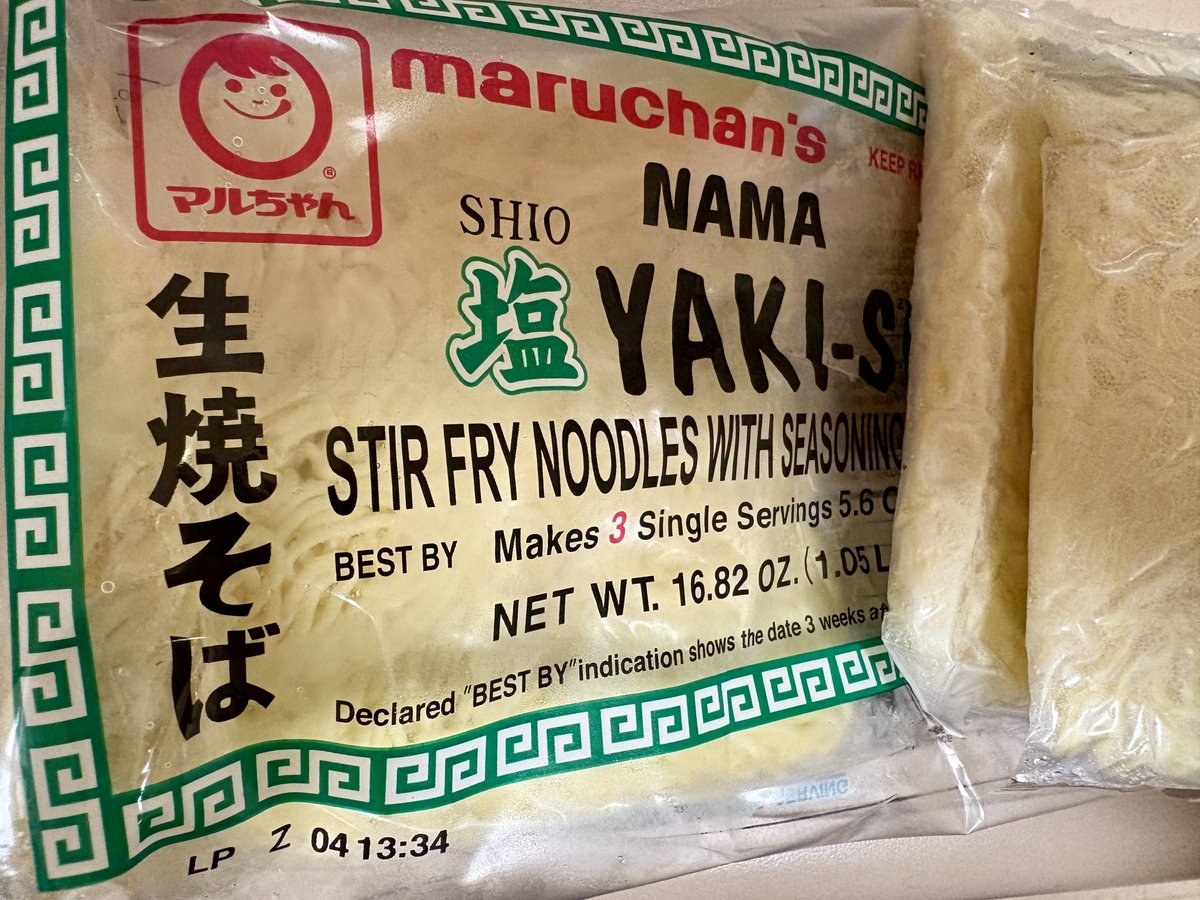 maruchan's
マルちゃん
KEEP
SHIO
NAMA
塩
YAKI-S
生焼そば
STIR FRY NOODLES WITH SEASONING
BEST BY
Makes 3 Single Servings 5.6
NET WT. 16.82 OZ. (1.05 L
Declared "BEST BY" indication shows the date 3 weeks
LP Z 04 13:34